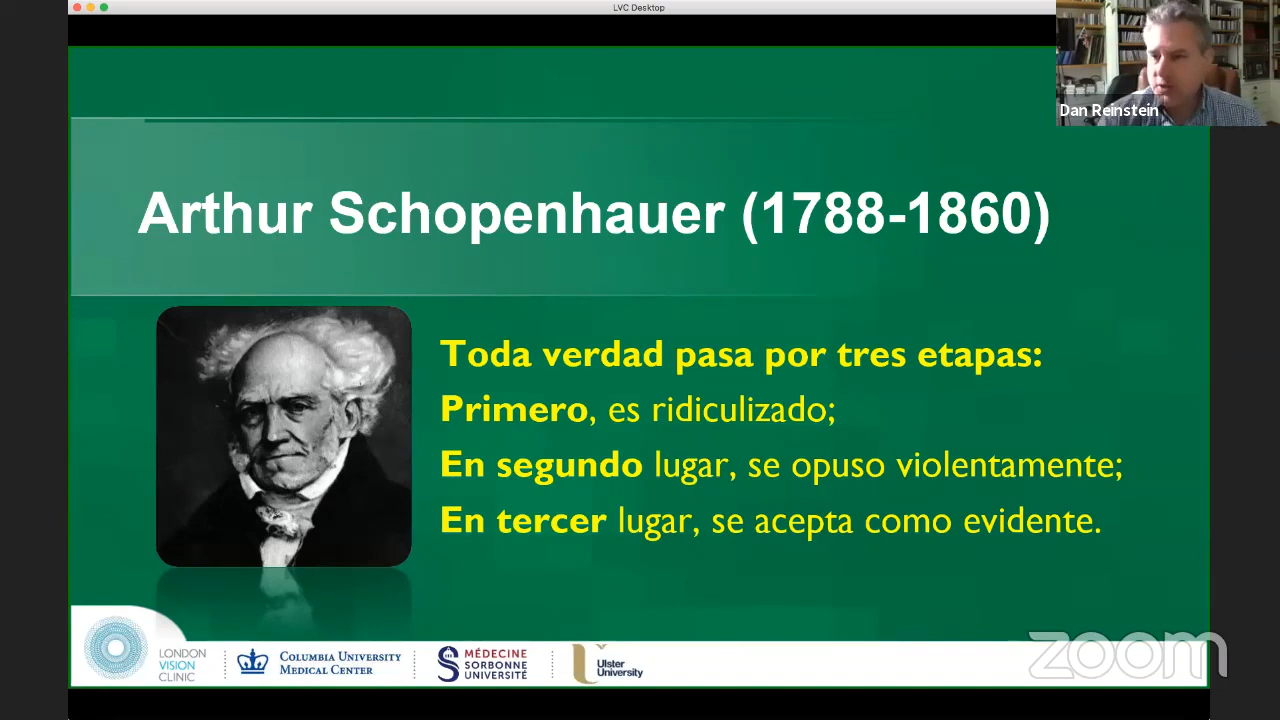 LVC Desktop
Dan Reinstein
Arthur Schopenhauer (1788-1860)
Toda verdad pasa por tres etapas:
Primero, es ridiculizado;
En segundo lugar, se opuso violentamente;
En tercer lugar, se acepta como evidente.
LONDON
VISION
CLINIC
COLUMBIA UNIVERSITY
MEDICAL CENTER
MÉDECINE
SORBONNE
UNIVERSITÉ
Ulster
University
zoom